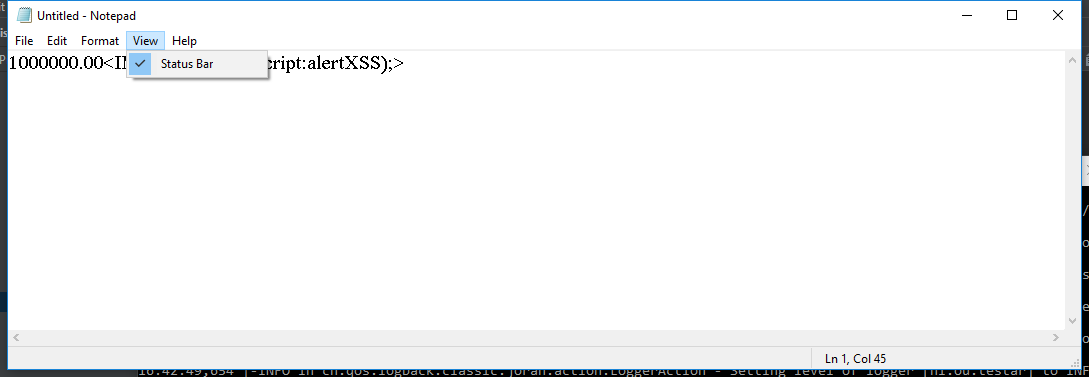 Untitled - Notepad
File Edit Format View Help
1000000.00<IM cript:alertXSS);>
Status Bar
Ln 1, Col 45
16:42:49,654 |-INFO in ch.qos.logback.classic.joran.action.LoggerAction - Setting level of logger [nl.ou.testar] to INF